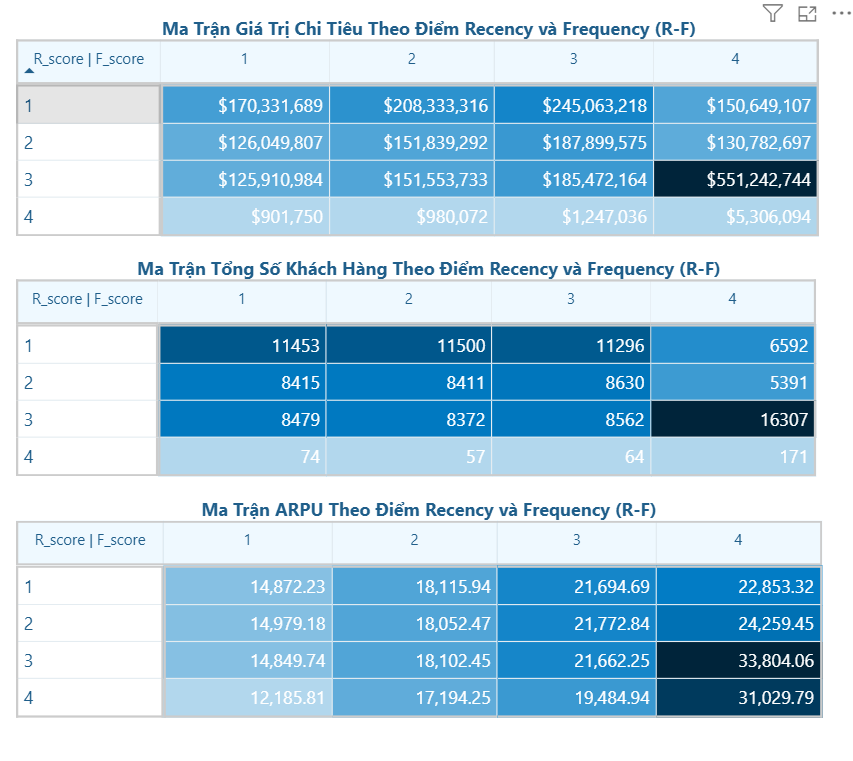 Ma Trận Giá Trị Chi Tiêu Theo Điểm Recency và Frequency (R-F)
R_score | F_score 1 2 3 4
1 $170,331,689 $208,333,316 $245,063,218 $150,649,107
2 $126,049,807 $151,839,292 $187,899,575 $130,782,697
3 $125,910,984 $151,553,733 $185,472,164 $551,242,744
4 $901,750 $980,072 $1,247,036 $5,306,094
Ma Trận Tổng Số Khách Hàng Theo Điểm Recency và Frequency (R-F)
R_score | F_score 1 2 3 4
1 11453 11500 11296 6592
2 8415 8411 8630 5391
3 8479 8372 8562 16307
4 74 57 64 171
Ma Trận ARPU Theo Điểm Recency và Frequency (R-F)
R_score | F_score 1 2 3 4
1 14,872.23 18,115.94 21,694.69 22,853.32
2 14,979.18 18,052.47 21,772.84 24,259.45
3 14,849.74 18,102.45 21,662.25 33,804.06
4 12,185.81 17,194.25 19,484.94 31,029.79